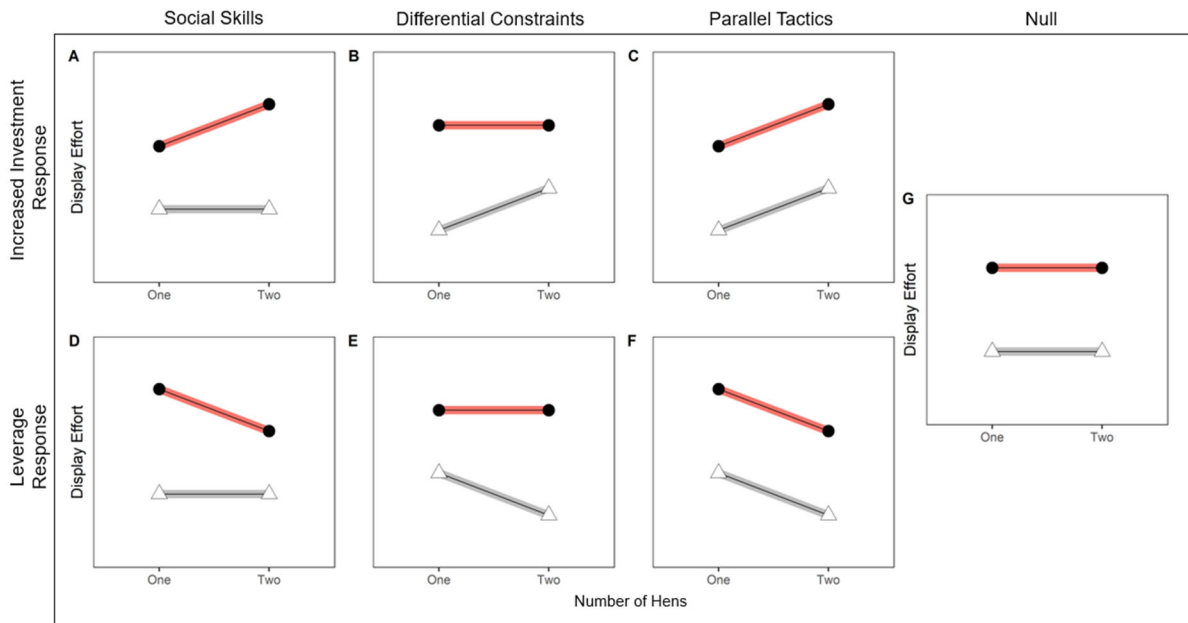 Social Skills
Differential Constraints
Parallel Tactics
Null
Increased Investment
Response
A
Display Effort
One
Two
B
One
Two
C
One
Two
G
Display Effort
One
Two
Leverage
Response
D
Display Effort
One
Two
E
One
Two
F
One
Two
Number of Hens